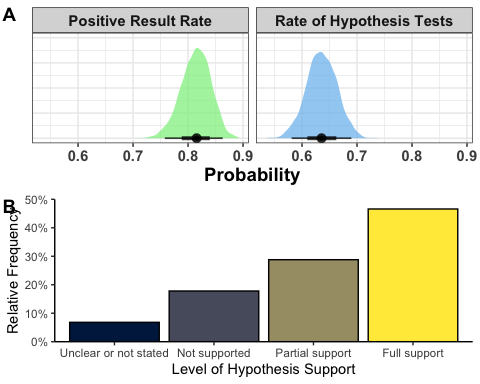 A
Positive Result Rate
Rate of Hypothesis Tests
0.6 0.7 0.8 0.9 0.6 0.7 0.8 0.9
Probability
B
Relative Frequency
50%
40%
30%
20%
10%
0%
Unclear or not stated Not supported Partial support Full support
Level of Hypothesis Support